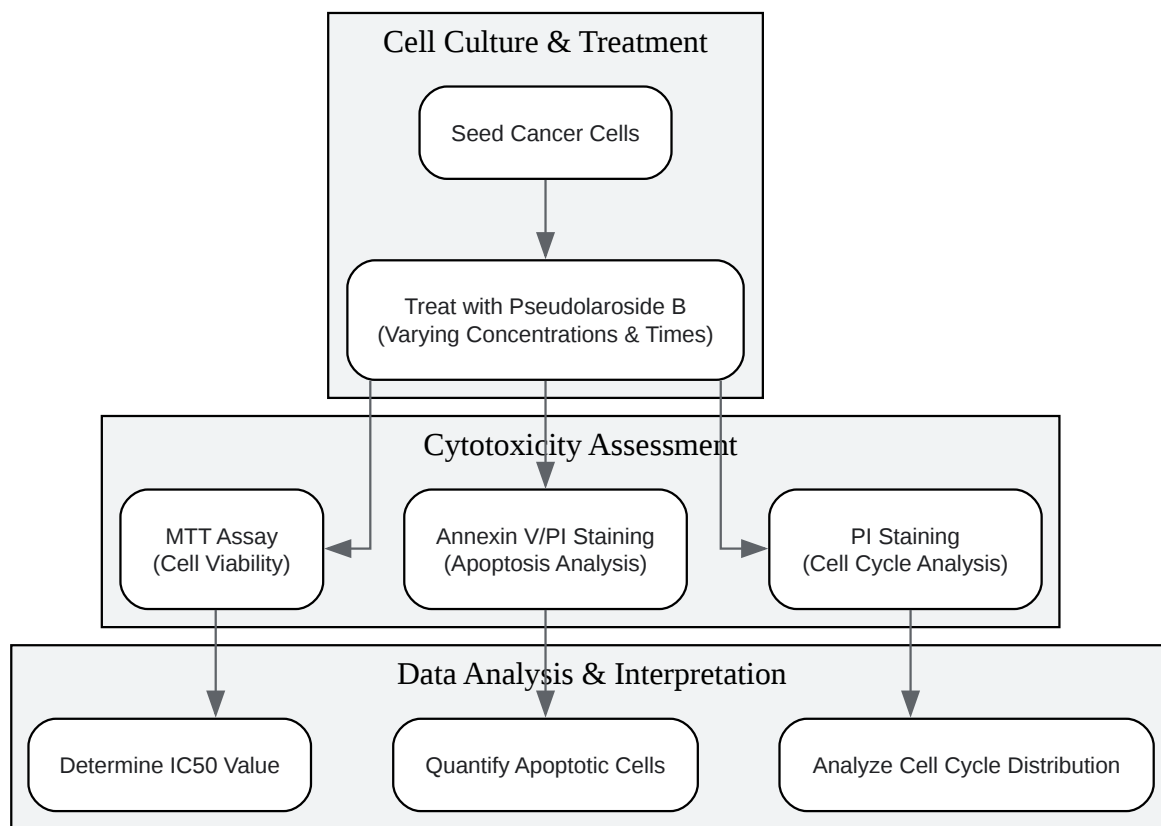 Cell Culture & Treatment
Seed Cancer Cells
Treat with Pseudolaroside B
(Varying Concentrations & Times)
Cytotoxicity Assessment
MTT Assay
(Cell Viability)
Annexin V/PI Staining
(Apoptosis Analysis)
PI Staining
(Cell Cycle Analysis)
Data Analysis & Interpretation
Determine IC50 Value
Quantify Apoptotic Cells
Analyze Cell Cycle Distribution